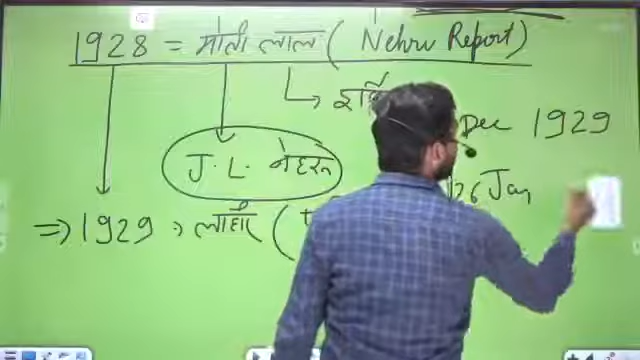 1928 = मोती लाल ( Nehru Report )
J. L. नेहरू
Dec 1929
26 Jan
⇒ 1929